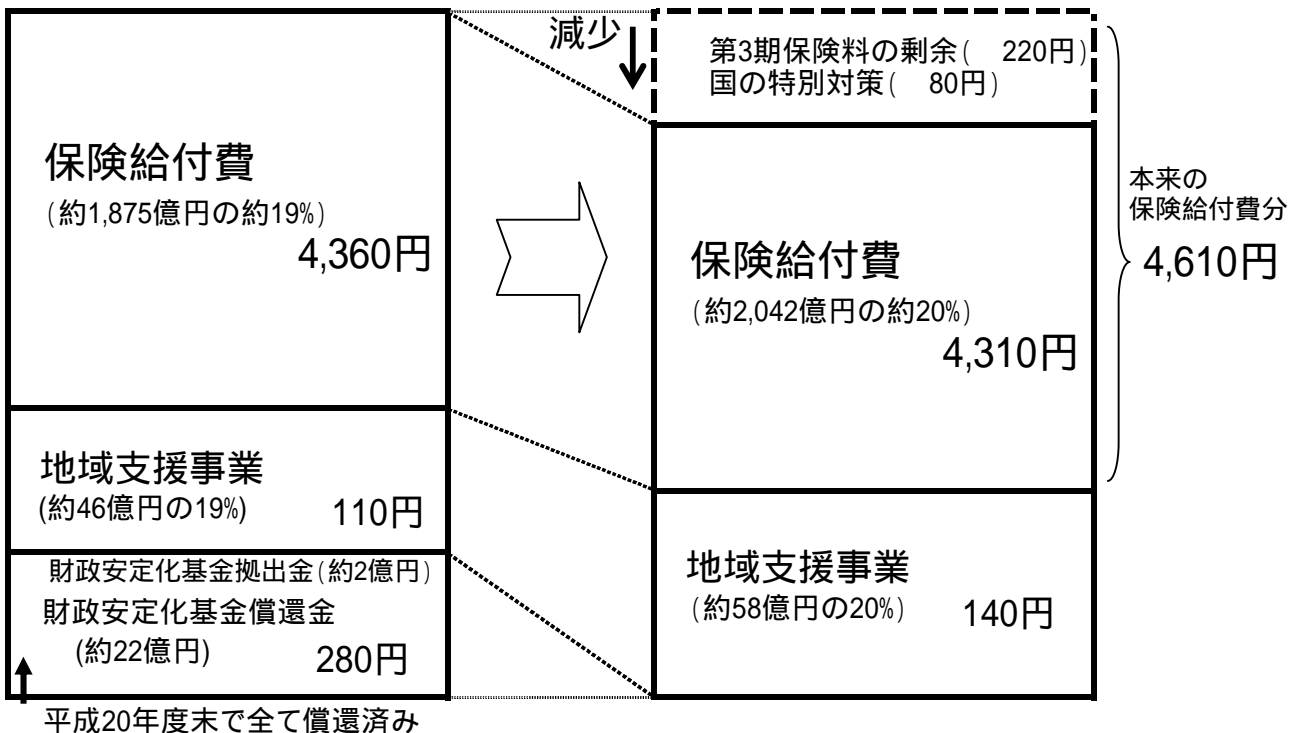 保険給付費
(約1,875億円の約19%)
4,360円
地域支援事業
(約46億円の19%)
110円
財政安定化基金拠出金(約2億円)
財政安定化基金償還金
(約22億円)
280円
平成20年度末で全て償還済み
減少
第3期保険料の剰余( 220円)
国の特別対策( 80円)
保険給付費
(約2,042億円の約20%)
4,310円
地域支援事業
(約58億円の20%)
140円
本来の
保険給付費分
4,610円